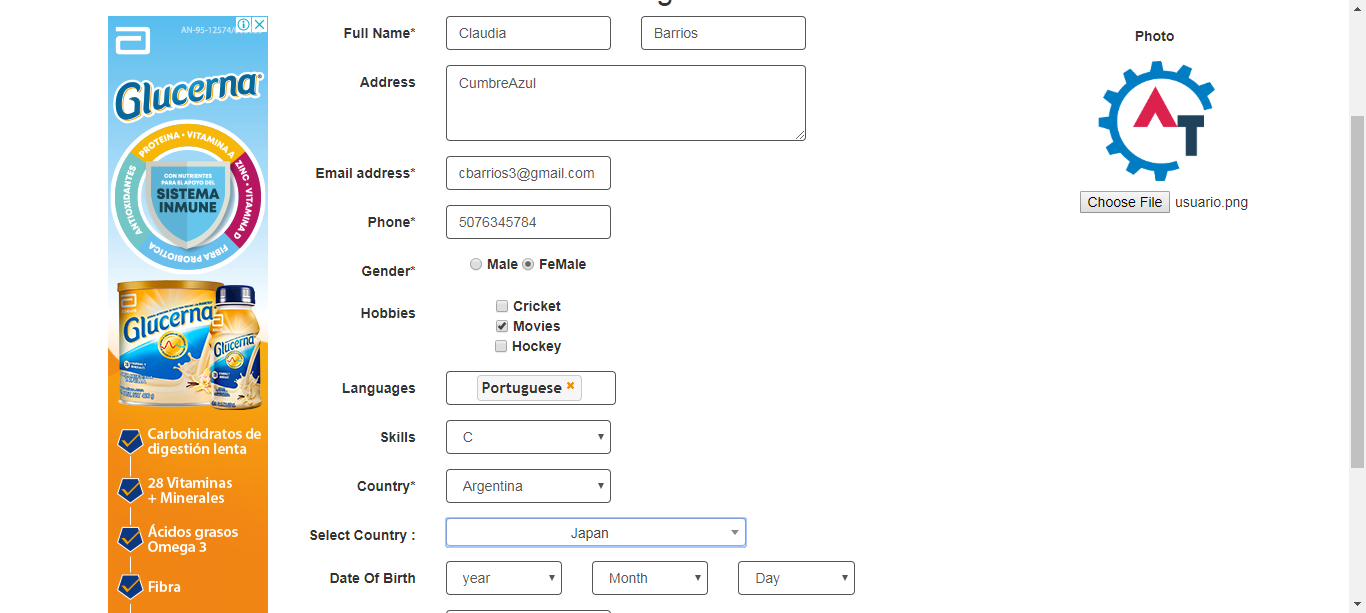 AN-95-12574/
Glucerna
PROTEINA • VITAMINA A
ZINC • VITAMINA D
FIBRA PROBIOTICA
ANTIOXIDANTES
CON NUTRIENTES
PARA EL APOYO DEL
SISTEMA
INMUNE
Glucerna
Glucerna
Carbohidratos de
digestión lenta
28 Vitaminas
+ Minerales
Ácidos grasos
Omega 3
Fibra
Full Name* Claudia Barrios
Address CumbreAzul
Email address* cbarrios3@gmail.com
Phone* 5076345784
Gender* Male FeMale
Hobbies Cricket
Movies
Hockey
Languages Portuguese
Skills C
Country* Argentina
Select Country : Japan
Date Of Birth year Month Day
Photo
AT
Choose File usuario.png